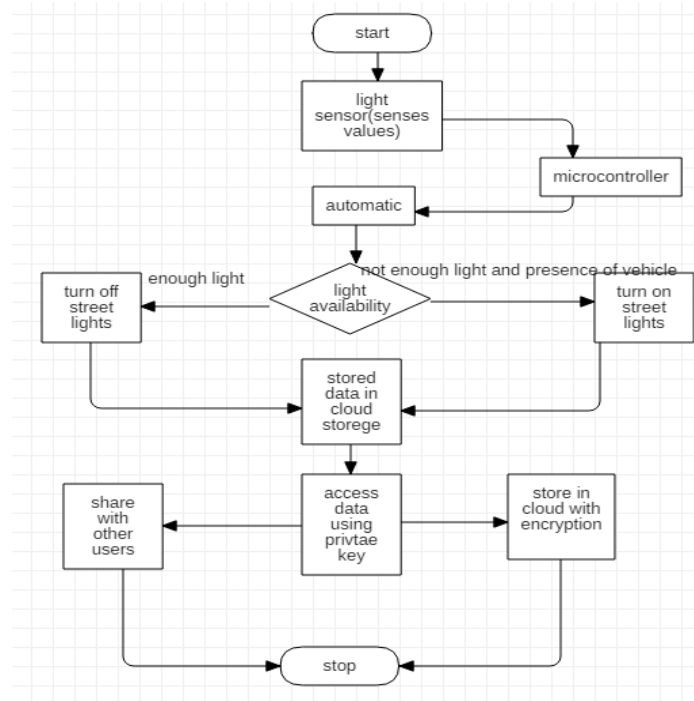 start
light
sensor(senses
values)
microcontroller
automatic
not enough light and presence of vehicle
enough light
light
availability
turn off
street
lights
turn on
street
lights
stored
data in
cloud
storege
share
with
other
users
access
data
using
privtae
key
store in
cloud with
encryption
stop